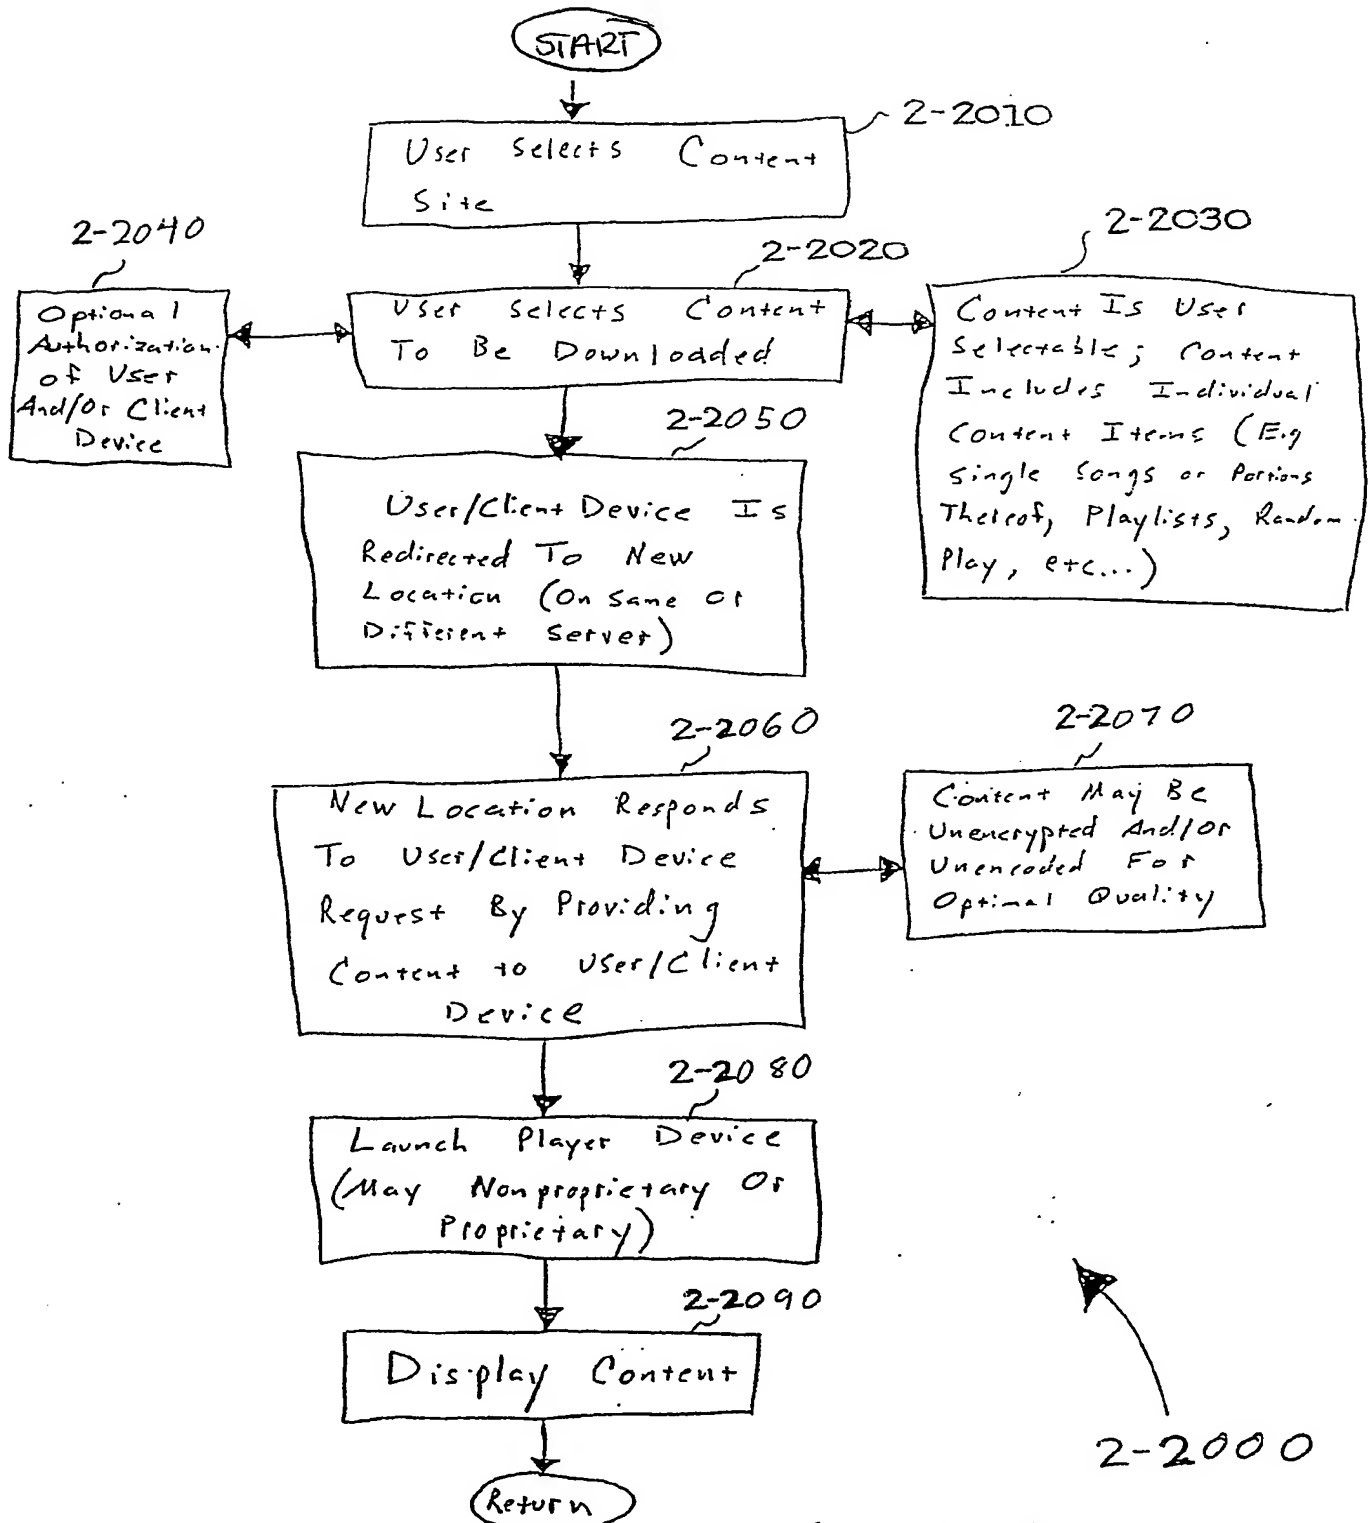 START
2-2010
User Selects Content
Site
2-2040
2-2020
2-2030
Optional
Authorization
of User
And/Or Client
Device
User Selects Content
To Be Downloaded
Content Is User
Selectable; Content
Includes Individual
Content Items (E.g
Single Songs or Portions
Thereof, Playlists, Random
Play, etc...)
2-2050
User/Client Device Is
Redirected To New
Location (On Same Or
Different Server)
2-2060
2-2070
New Location Responds
To User/Client Device
Request By Providing
Content to User/Client
Device
Content May Be
Unencrypted And/Or
Unencoded For
Optimal Quality
2-2080
Launch Player Device
(May Nonproprietary Or
Proprietary)
2-2090
Display Content
2-2000
Return